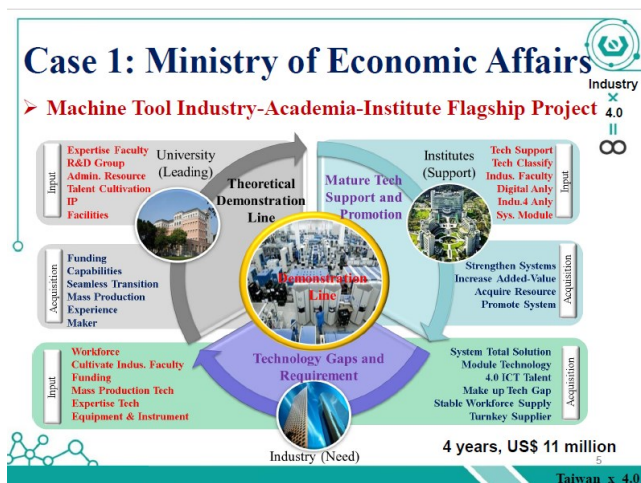 Case 1: Ministry of Economic Affairs
Industry
×
4.0
=
∞
➢ Machine Tool Industry-Academia-Institute Flagship Project
Input
Expertise Faculty
R&D Group
Admin. Resource
Talent Cultivation
IP
Facilities
University
(Leading)
Theoretical
Demonstration
Line
Mature Tech
Support and
Promotion
Institutes
(Support)
Tech Support
Tech Classify
Indus. Faculty
Digital Anly
Indu.4 Anly
Sys. Module
Input
Acquisition
Funding
Capabilities
Seamless Transition
Mass Production
Experience
Maker
Demonstration
Line
Strengthen Systems
Increase Added-Value
Acquire Resource
Promote System
Acquisition
Input
Workforce
Cultivate Indus. Faculty
Funding
Mass Production Tech
Expertise Tech
Equipment & Instrument
Technology Gaps and
Requirement
Industry (Need)
System Total Solution
Module Technology
4.0 ICT Talent
Make up Tech Gap
Stable Workforce Supply
Turnkey Supplier
Acquisition
4 years, US$ 11 million
5
Taiwan x 4.0